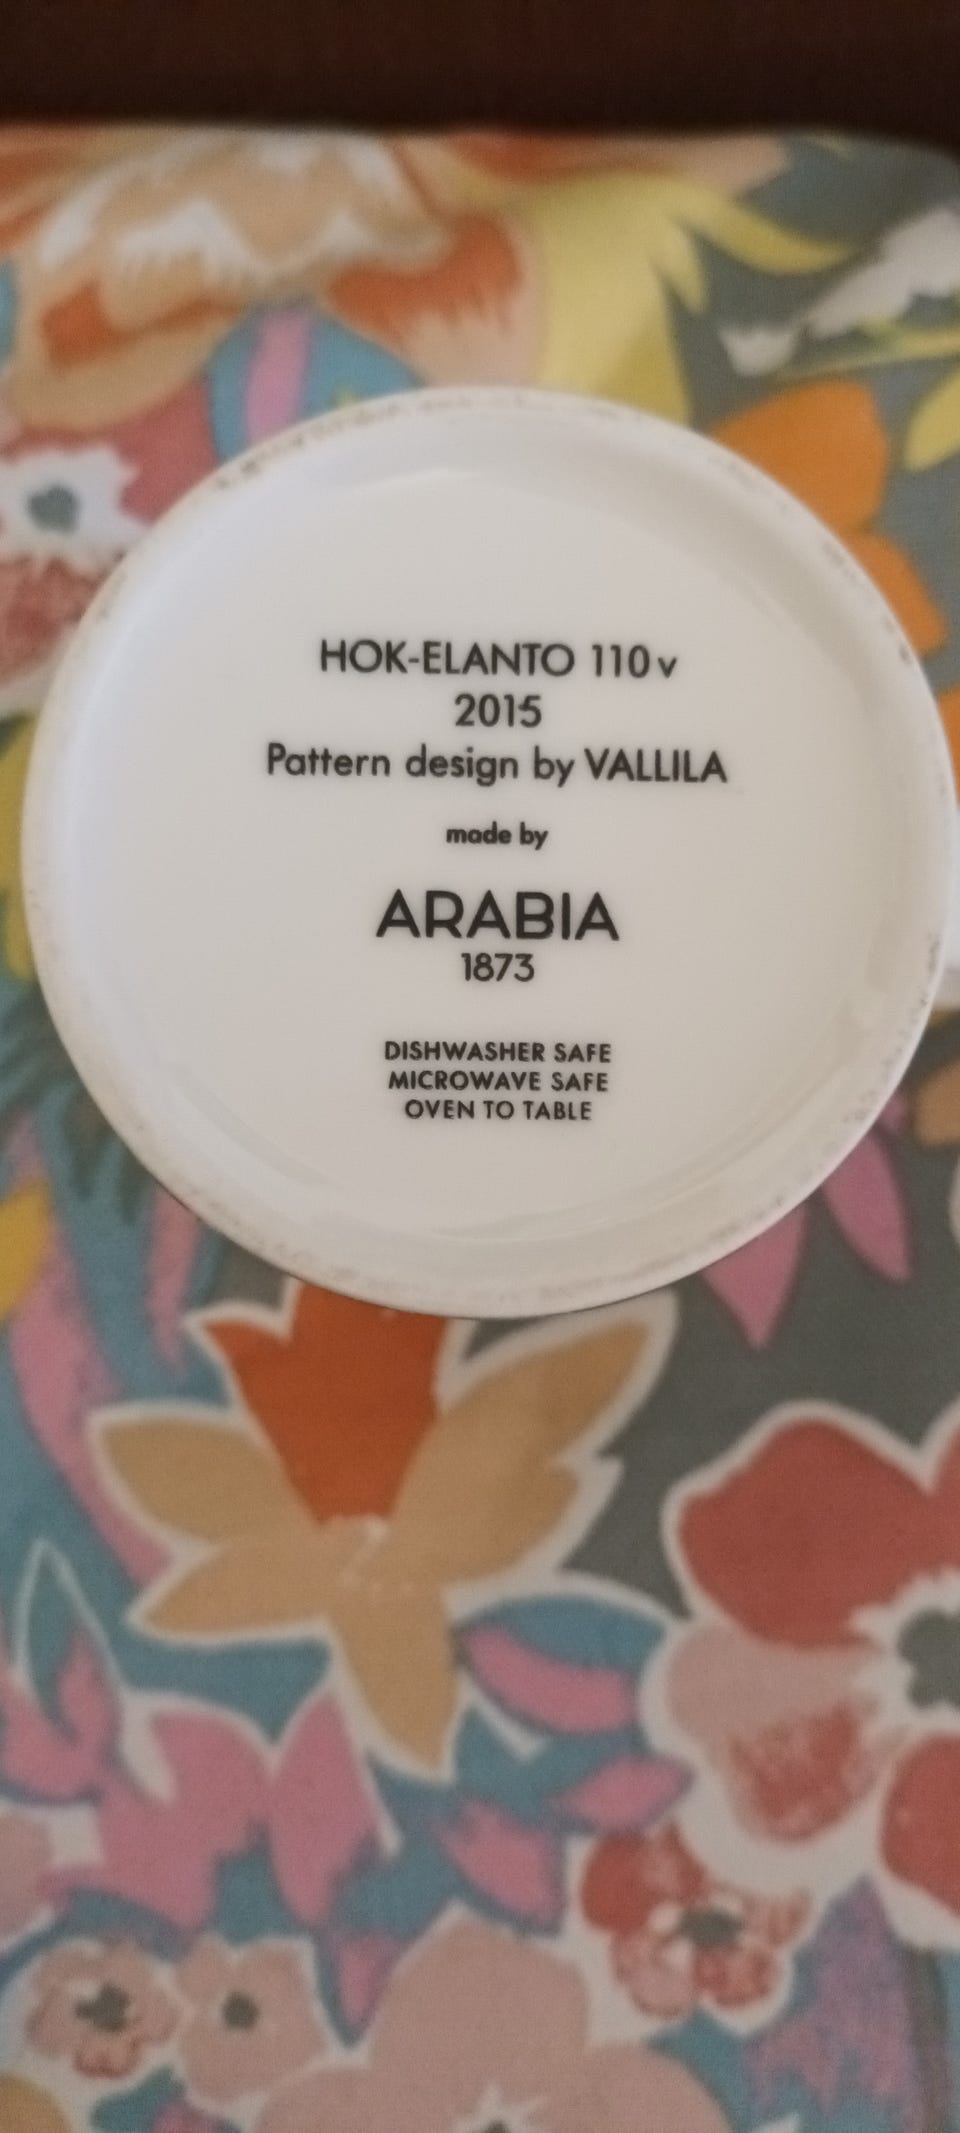 HOK-ELANTO 110 v
2015
Pattern design by VALLILA
made by
ARABIA
1873
DISHWASHER SAFE
MICROWAVE SAFE
OVEN TO TABLE